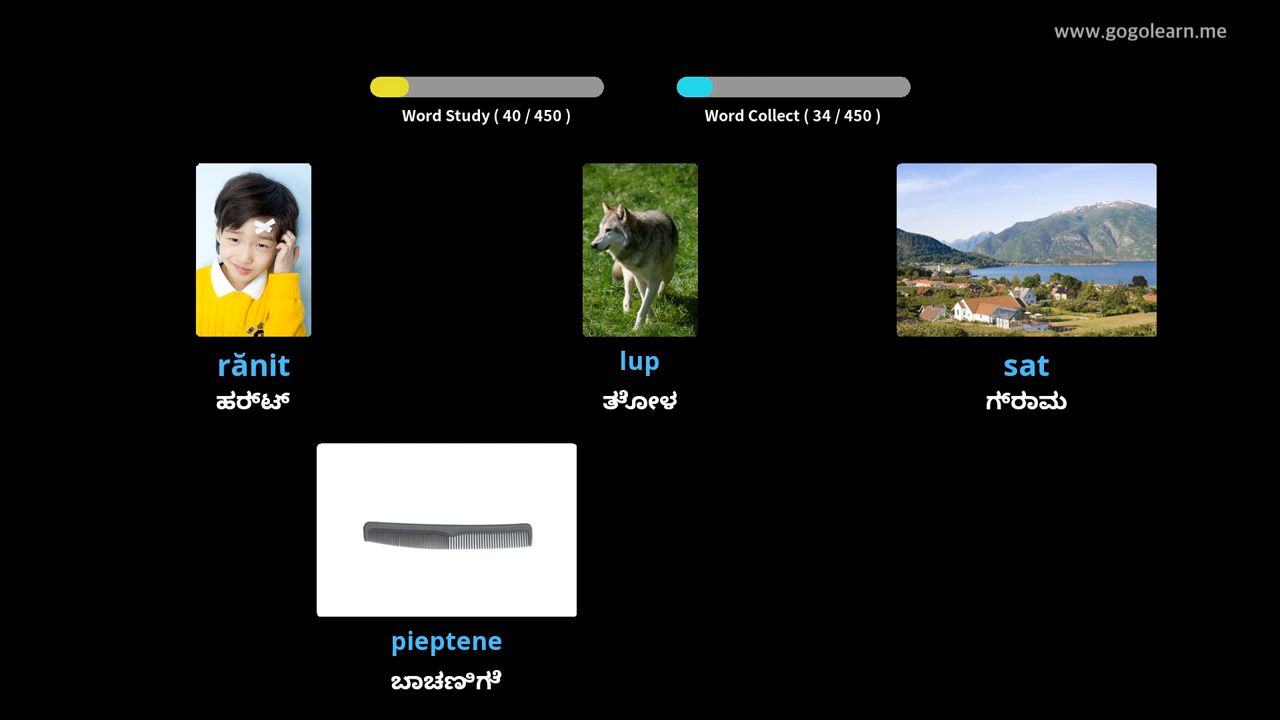 www.gogolearn.me
Word Study ( 40 / 450 )
Word Collect ( 34 / 450 )
rănit
lup
sat
ಹರ್ಟ್
ತೋಳ
ಗ್ರಾಮ
pieptene
ಬಾಚಣಿಗೆ